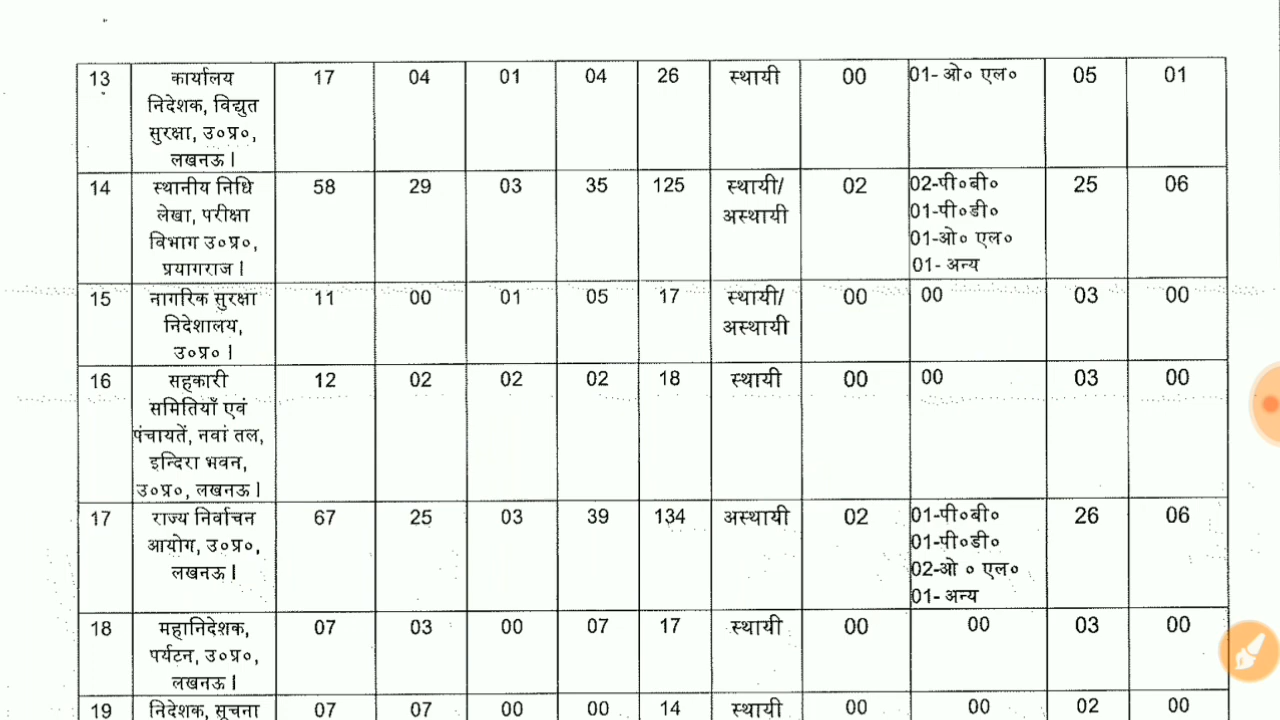 13 कार्यालय 17 04 01 04 26 स्थायी 00 01- ओ० एल० 05 01
निदेशक, विद्युत
सुरक्षा, उ०प्र०,
लखनऊ |
14 स्थानीय निधि 58 29 03 35 125 स्थायी/ 02 02-पी०बी० 25 06
लेखा, परीक्षा अस्थायी 01-पी०डी०
विभाग उ०प्र०, 01-ओ० एल०
प्रयागराज | 01- अन्य
15 नागरिक सुरक्षा 11 00 01 05 17 स्थायी/ 00 00 03 00
निदेशालय, अस्थायी
उ०प्र० |
16 सहकारी 12 02 02 02 18 स्थायी 00 00 03 00
समितियाँ एवं
पंचायतें, नवां तल,
इन्दिरा भवन,
उ०प्र०, लखनऊ |
17 राज्य निर्वाचन 67 25 03 39 134 अस्थायी 02 01-पी०बी० 26 06
आयोग, उ०प्र०, 01-पी०डी०
लखनऊ | 02-ओ ० एल०
01- अन्य
18 महानिदेशक, 07 03 00 07 17 स्थायी 00 00 03 00
पर्यटन, उ०प्र०,
लखनऊ |
19 निदेशक, सूचना 07 07 00 00 14 स्थायी 00 00 02 00